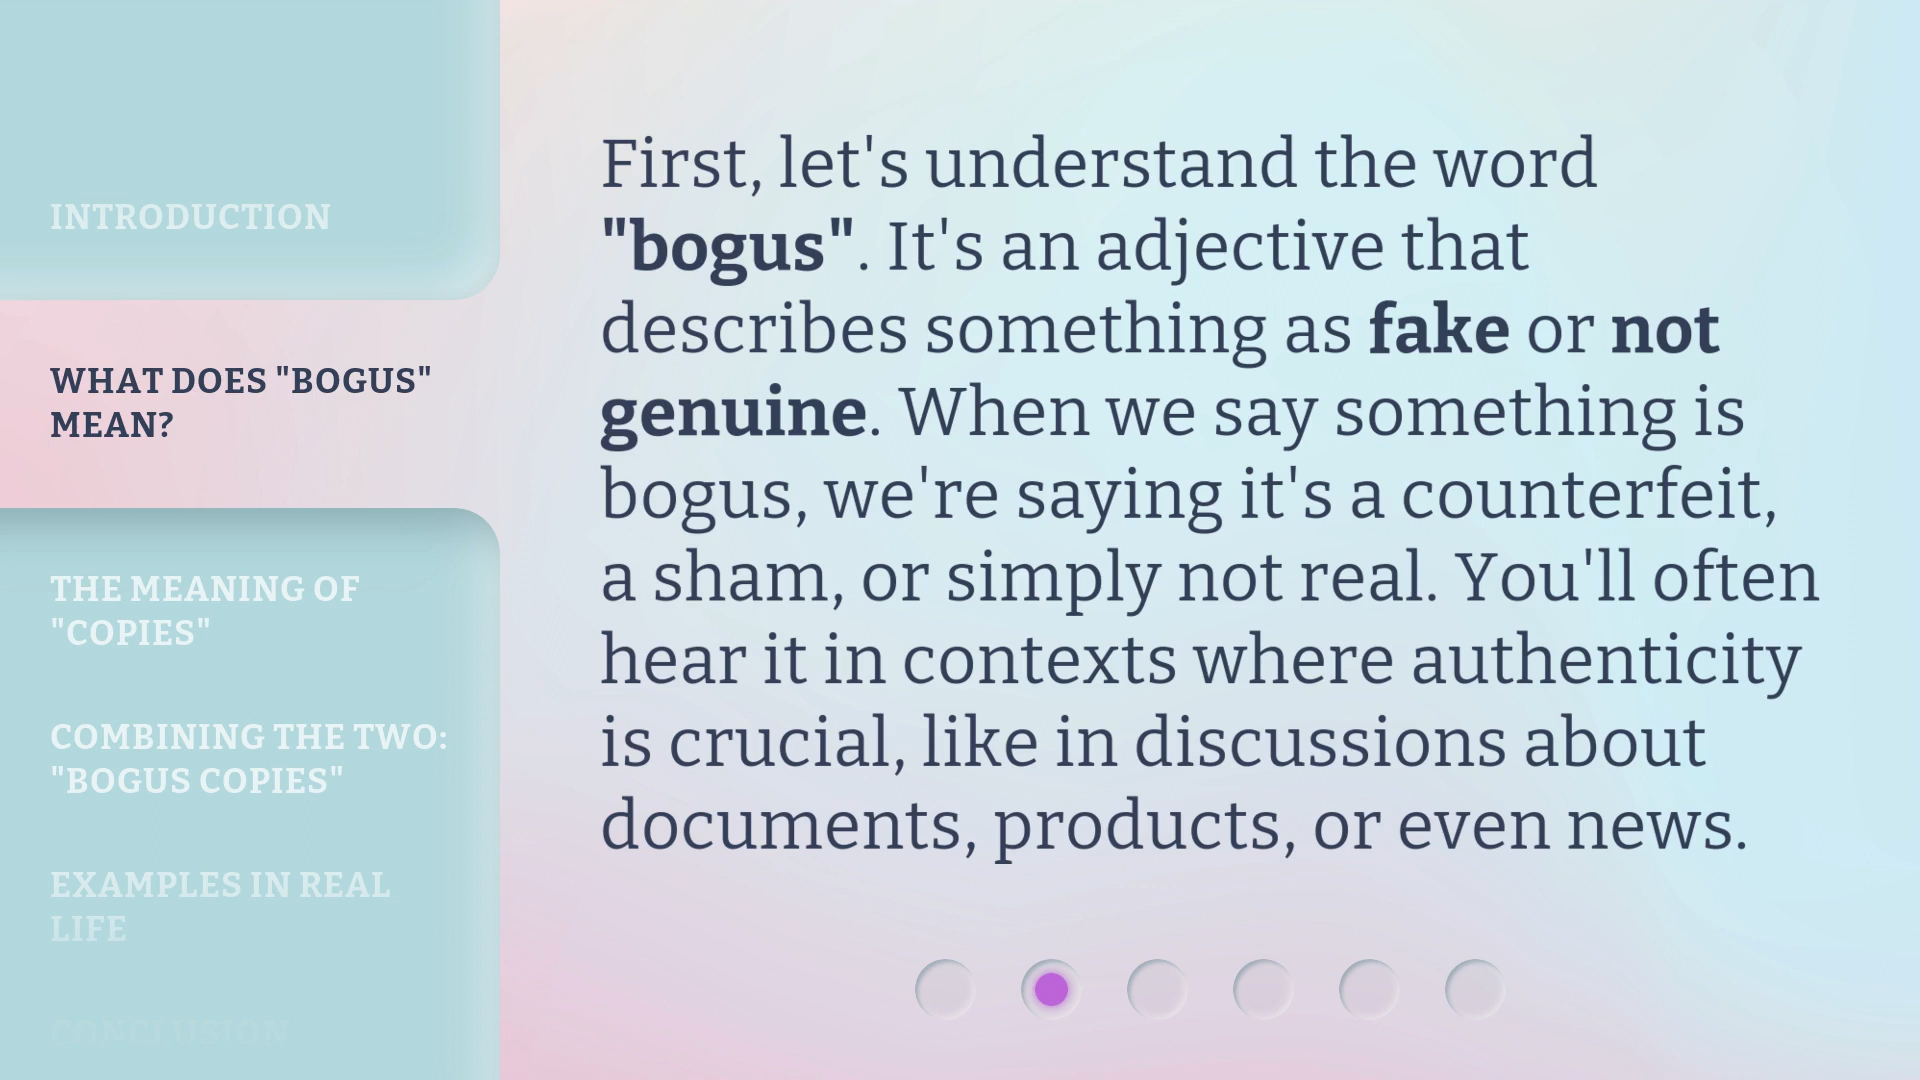 INTRODUCTION
WHAT DOES "BOGUS"
MEAN?
THE MEANING OF
"COPIES"
COMBINING THE TWO:
"BOGUS COPIES"
EXAMPLES IN REAL
LIFE
CONCLUSION
First, let's understand the word
"bogus". It's an adjective that
describes something as fake or not
genuine. When we say something is
bogus, we're saying it's a counterfeit,
a sham, or simply not real. You'll often
hear it in contexts where authenticity
is crucial, like in discussions about
documents, products, or even news.